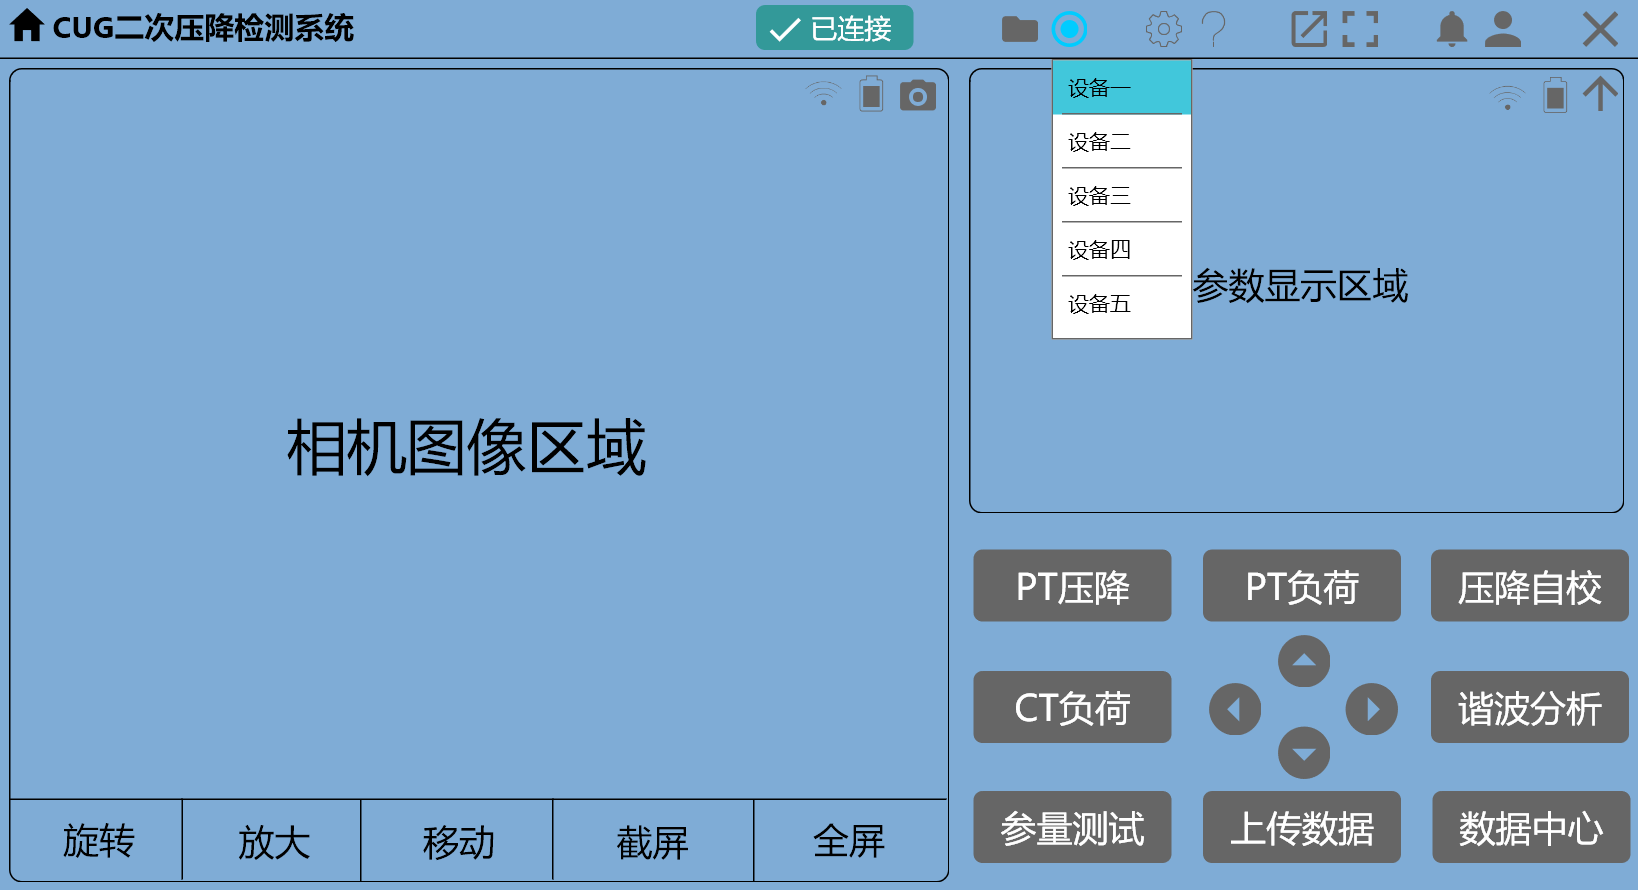 CUG二次压降检测系统
已连接
设备一
设备二
设备三
设备四
设备五
参数显示区域
相机图像区域
PT压降
PT负荷
压降自校
CT负荷
谐波分析
参量测试
上传数据
数据中心
旋转
放大
移动
截屏
全屏